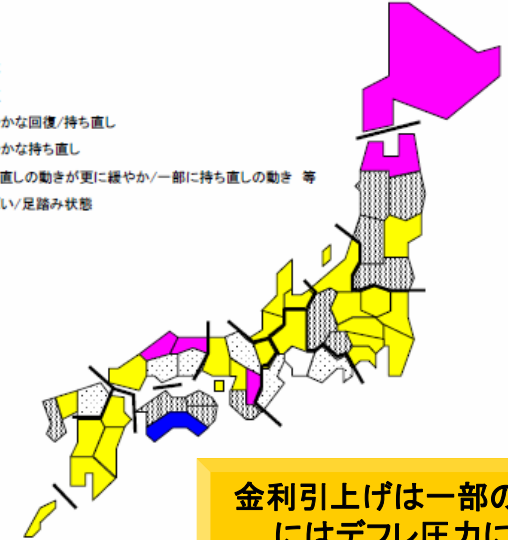 かな回復/持ち直し
かな持ち直し
直しの動きが更に緩やか/一部に持ち直しの動き 等
い/足踏み状態
金利引上げは一部の
にはデフレ圧力に